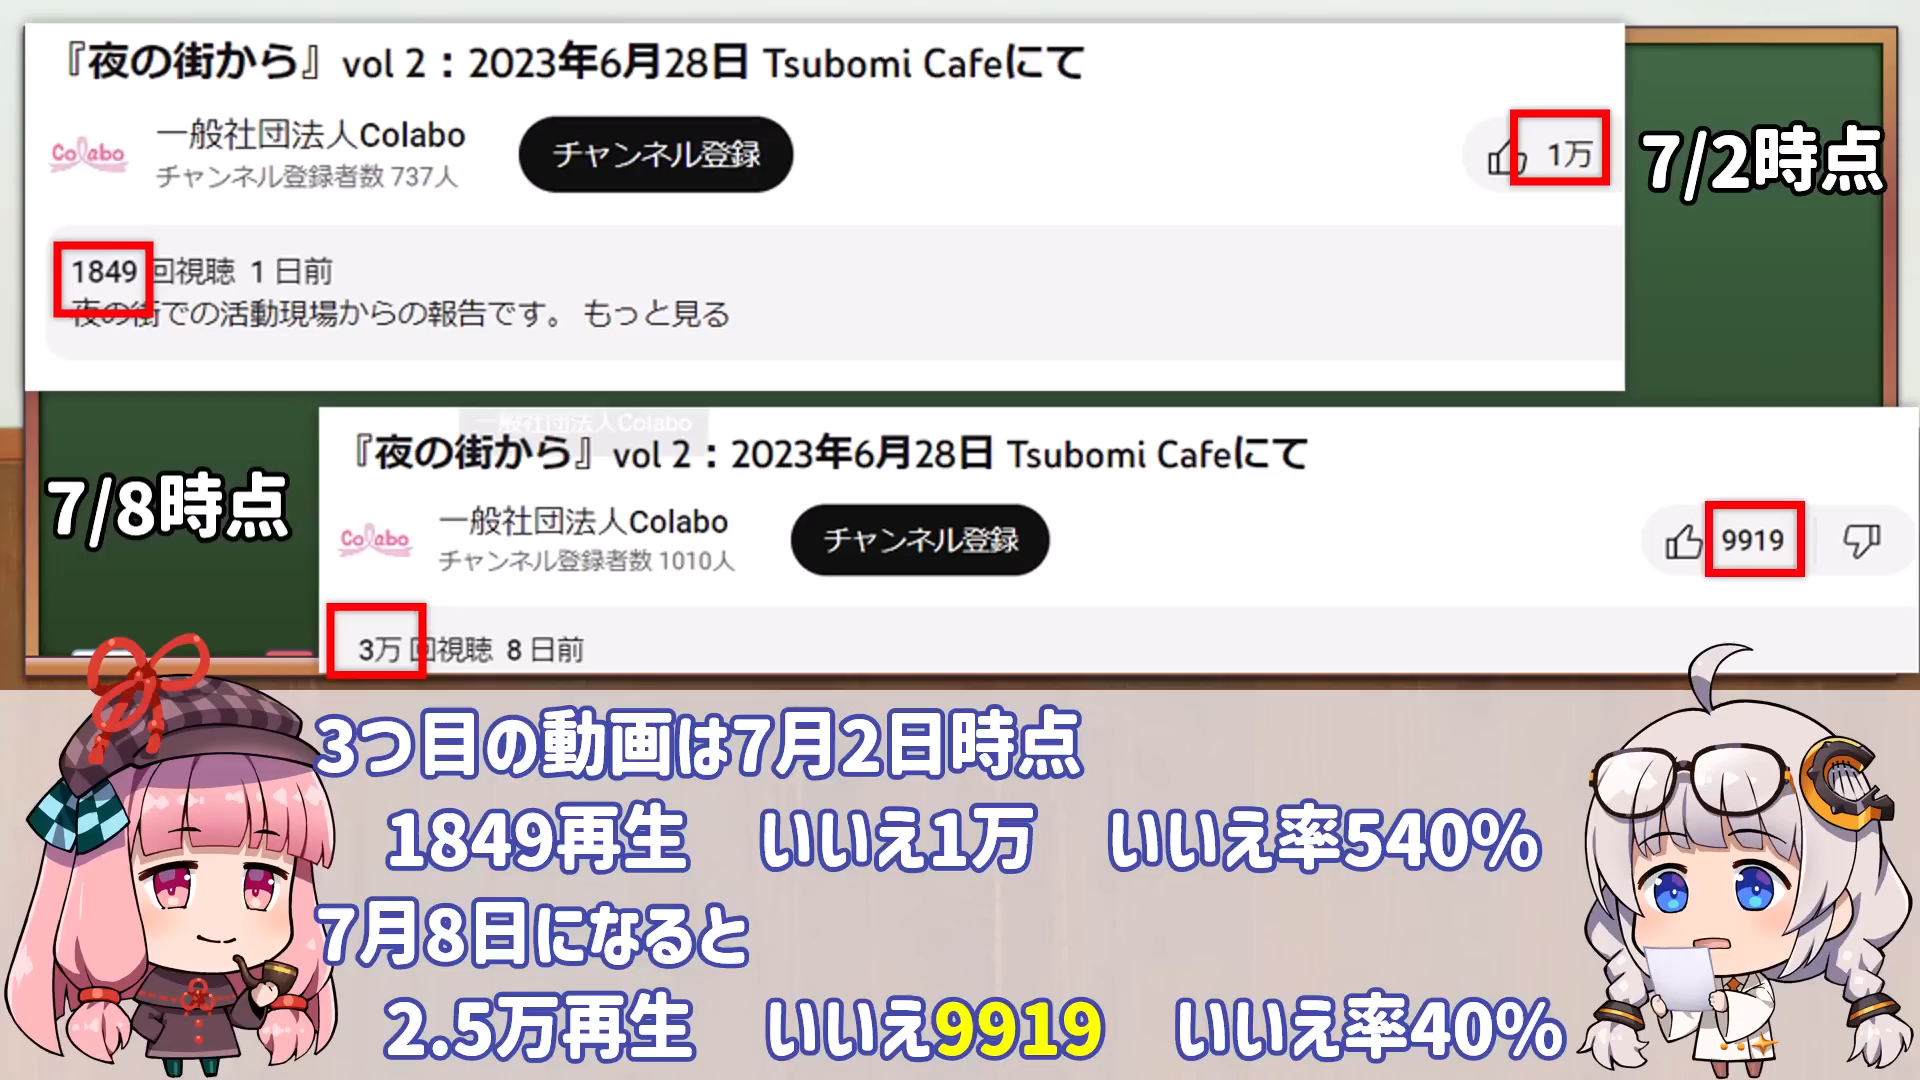 『夜の街から』vol 2：2023年6月28日 Tsubomi Cafeにて
Colabo
一般社団法人Colabo
チャンネル登録者数 737人
チャンネル登録
1万
7/2時点
1849 回視聴 1 日前
夜の街での活動現場からの報告です。 もっと見る
一般社団法人Colabo
『夜の街から』vol 2：2023年6月28日 Tsubomi Cafeにて
7/8時点
Colabo
一般社団法人Colabo
チャンネル登録者数 1010人
チャンネル登録
9919
3万 回視聴 8 日前
3つ目の動画は7月2日時点
1849再生 いいえ1万 いいえ率540%
7月8日になると
2.5万再生 いいえ9919 いいえ率40%